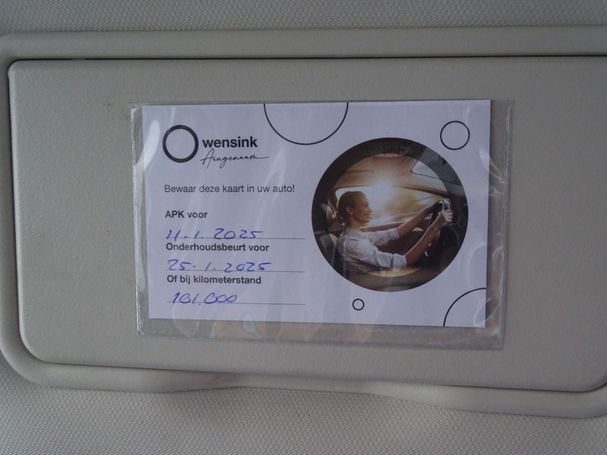 wensink
Aangenaam
Bewaar deze kaart in uw auto!
APK voor
11.1.2025
Onderhoudsbeurt voor
25.1.2025
Of bij kilometerstand
161.000